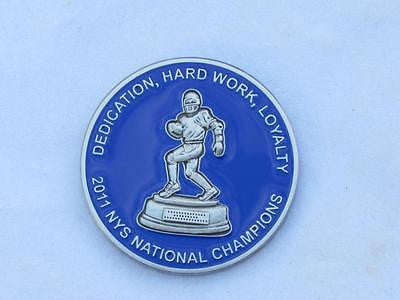 DEDICATION, HARD WORK, LOYALTY
2011 NYS NATIONAL CHAMPIONS